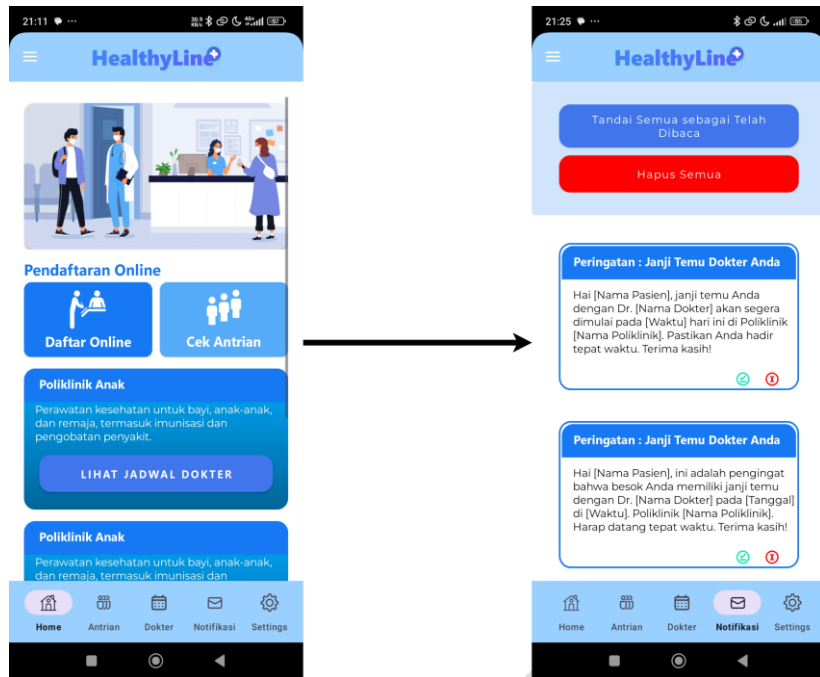 21:11
30.9
KB/s
4G+
97
HealthyLine
Pendaftaran Online
Daftar Online
Cek Antrian
Poliklinik Anak
Perawatan kesehatan untuk bayi, anak-anak,
dan remaja, termasuk imunisasi dan
pengobatan penyakit.
LIHAT JADWAL DOKTER
Poliklinik Anak
Perawatan kesehatan untuk bayi, anak-anak,
dan remaja, termasuk imunisasi dan
Home
Antrian
Dokter
Notifikasi
Settings
21:25
HealthyLine
Tandai Semua sebagai Telah
Dibaca
Hapus Semua
Peringatan : Janji Temu Dokter Anda
Hai [Nama Pasien], janji temu Anda
dengan Dr. [Nama Dokter] akan segera
dimulai pada [Waktu] hari ini di Poliklinik
[Nama Poliklinik]. Pastikan Anda hadir
tepat waktu. Terima kasih!
Peringatan : Janji Temu Dokter Anda
Hai [Nama Pasien], ini adalah pengingat
bahwa besok Anda memiliki janji temu
dengan Dr. [Nama Dokter] pada [Tanggal]
di [Waktu]. Poliklinik [Nama Poliklinik].
Harap datang tepat waktu. Terima kasih!
Home
Antrian
Dokter
Notifikasi
Settings